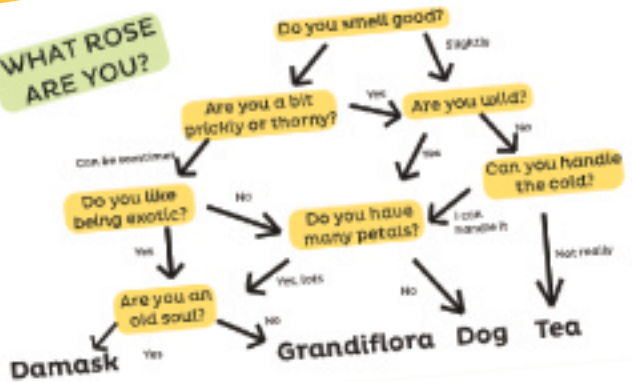 WHAT ROSE
ARE YOU?
Do you smell good?
Slightly
Are you a bit
prickly or thorny?
Yes
Are you wild?
Can be sometimes
Yes
No
Can you handle
the cold?
Do you like
being exotic?
No
Do you have
many petals?
I can
handle it
Yes
Yes, lots
No
Not really
Are you an
old soul?
No
Yes
Damask
Grandiflora
Dog
Tea